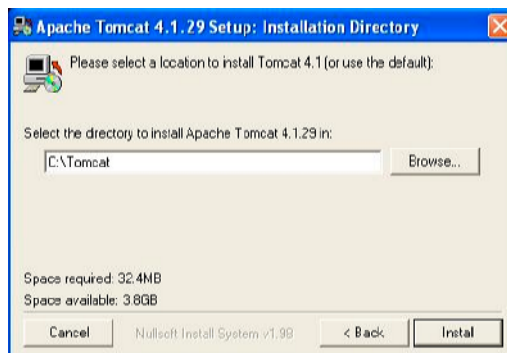 Apache Tomcat 4.1.29 Setup: Installation Directory
Please select a location to install Tomcat 4.1 (or use the default):
Select the directory to install Apache Tomcat 4.1.29 in:
C:\Tomcat
Browse...
Space required: 32.4MB
Space available: 3.8GB
Cancel
Nullsoft Install System v1.98
< Back
Install